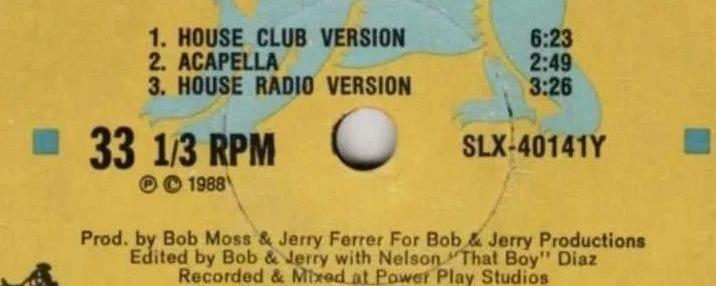 1. HOUSE CLUB VERSION 6:23
2. ACAPELLA 2:49
3. HOUSE RADIO VERSION 3:26
33 1/3 RPM SLX-40141Y
℗ © 1988
Prod. by Bob Moss & Jerry Ferrer For Bob & Jerry Productions
Edited by Bob & Jerry with Nelson "That Boy" Diaz
Recorded & Mixed at Power Play Studios